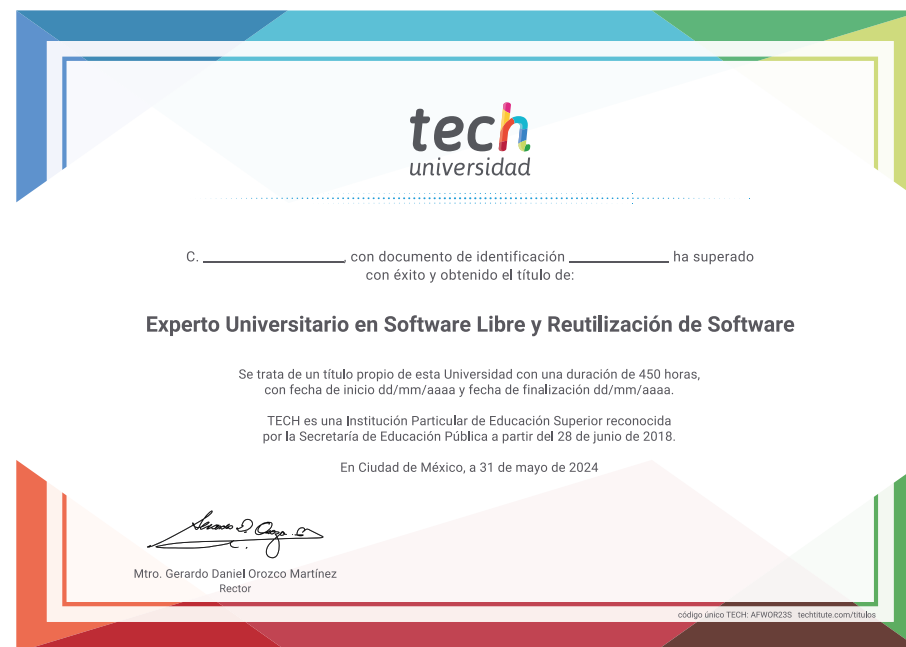 tech
universidad
C. ____________, con documento de identificación ____________ ha superado
con éxito y obtenido el título de:
Experto Universitario en Software Libre y Reutilización de Software
Se trata de un título propio de esta Universidad con una duración de 450 horas,
con fecha de inicio dd/mm/aaaa y fecha de finalización dd/mm/aaaa.
TECH es una Institución Particular de Educación Superior reconocida
por la Secretaría de Educación Pública a partir del 28 de junio de 2018.
En Ciudad de México, a 31 de mayo de 2024
Mtro. Gerardo Daniel Orozco Martínez
Rector
código único TECH: AFWOR23S techtitute.com/titulos